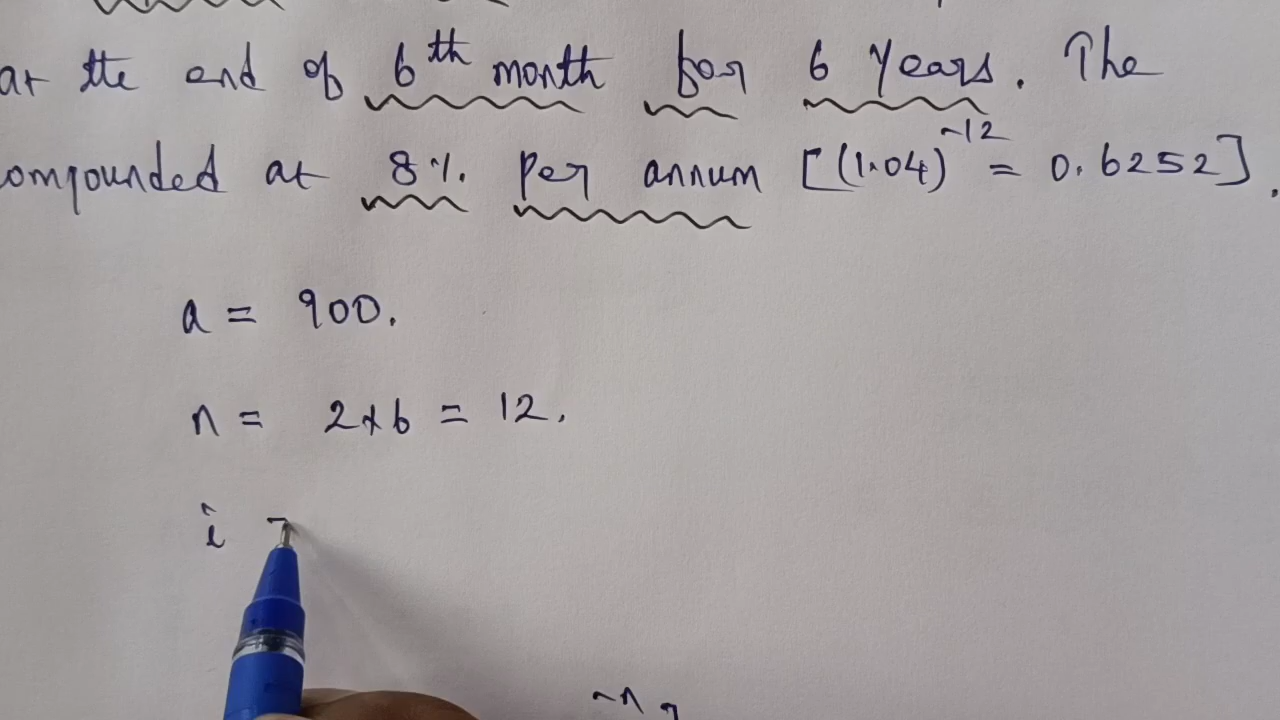 at the end of 6th month for 6 Years. The
compounded at 8%. Per annum [(1.04)^-12 = 0.6252].
a = 900.
n = 2×6 = 12.
i =
-n